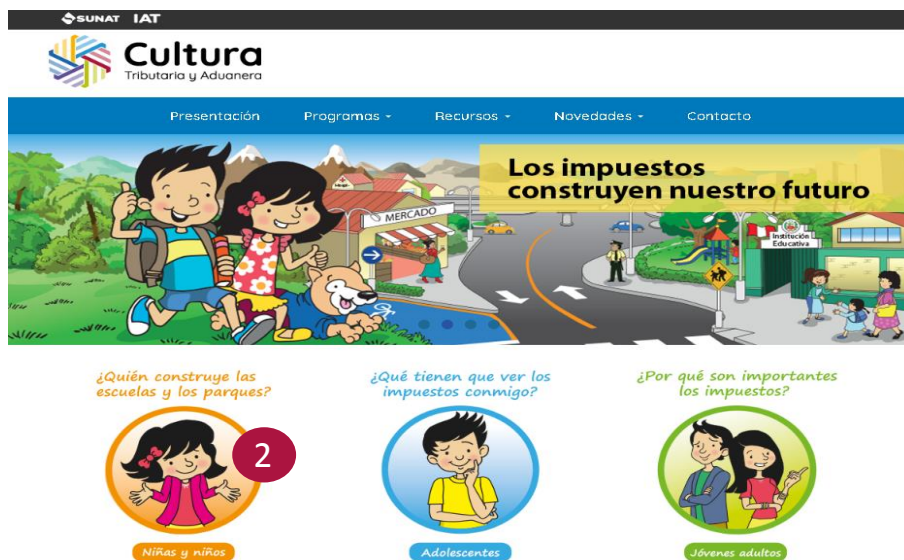 SUNAT IAT
Cultura
Tributaria y Aduanera
Presentación Programas Recursos Novedades Contacto
Los impuestos
construyen nuestro futuro
MERCADO
Institución
Educativa
¿Quién construye las
escuelas y los parques?
¿Qué tienen que ver los
impuestos conmigo?
¿Por qué son importantes
los impuestos?
2
Niñas y niños
Adolescentes
Jóvenes adultos